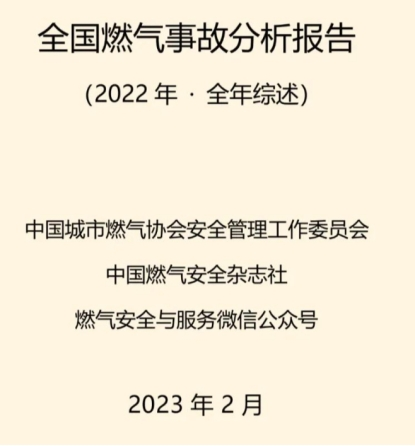 全国燃气事故分析报告
（2022 年 · 全年综述）
中国城市燃气协会安全管理工作委员会
中国燃气安全杂志社
燃气安全与服务微信公众号
2023 年 2 月